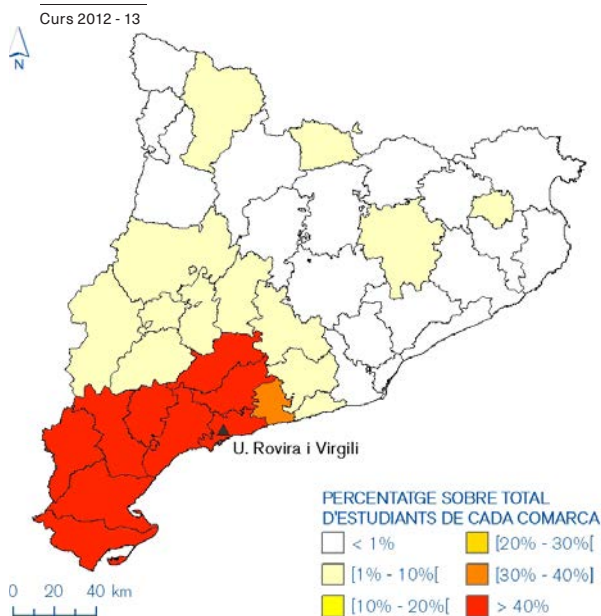 Curs 2012 - 13
N
U. Rovira i Virgili
PERCENTATGE SOBRE TOTAL
D'ESTUDIANTS DE CADA COMARCA
< 1%
[20% - 30%[
[1% - 10%[
[30% - 40%]
[10% - 20%[
> 40%
0 20 40 km